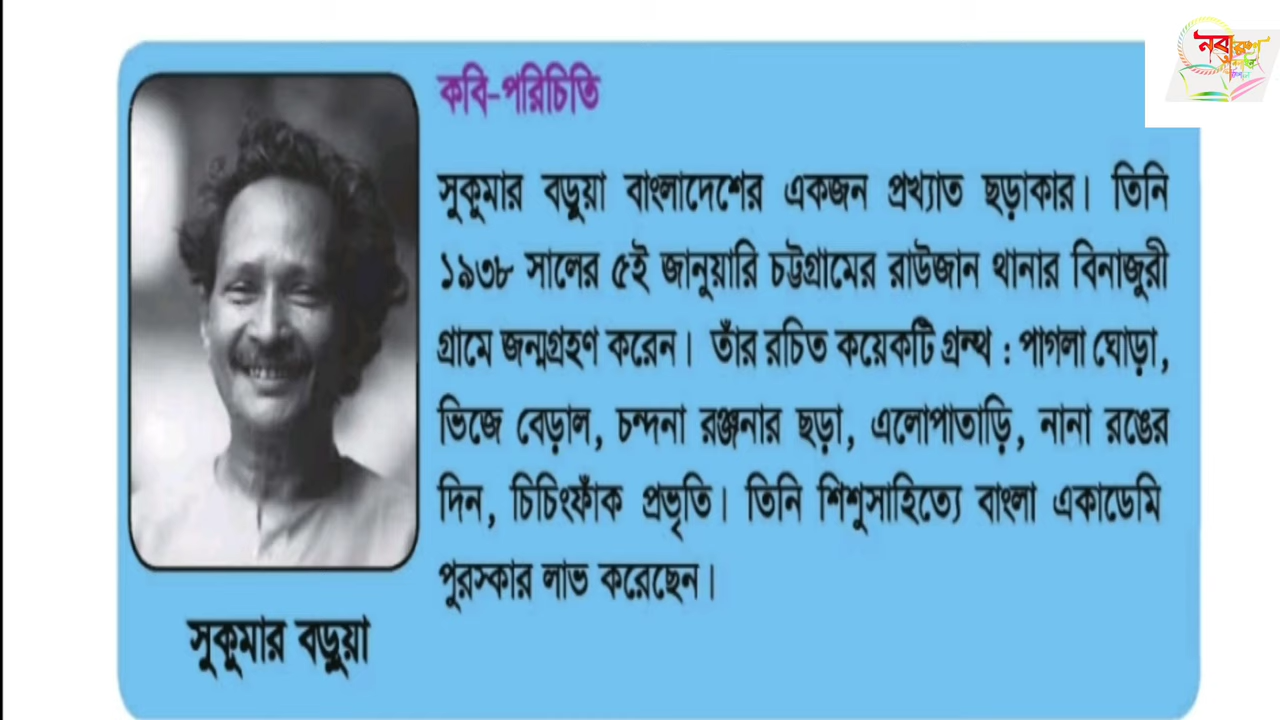 নবারুণ
কবি-পরিচিতি
সুকুমার বড়ুয়া বাংলাদেশের একজন প্রখ্যাত ছড়াকার। তিনি
১৯৩৮ সালের ৫ই জানুয়ারি চট্টগ্রামের রাউজান থানার বিনাজুরী
গ্রামে জন্মগ্রহণ করেন। তাঁর রচিত কয়েকটি গ্রন্থ : পাগলা ঘোড়া,
ভিজে বেড়াল, চন্দনা রঞ্জনার ছড়া, এলোপাতাড়ি, নানা রঙের
দিন, চিচিংফাঁক প্রভৃতি। তিনি শিশুসাহিত্যে বাংলা একাডেমি
পুরস্কার লাভ করেছেন।
সুকুমার বড়ুয়া